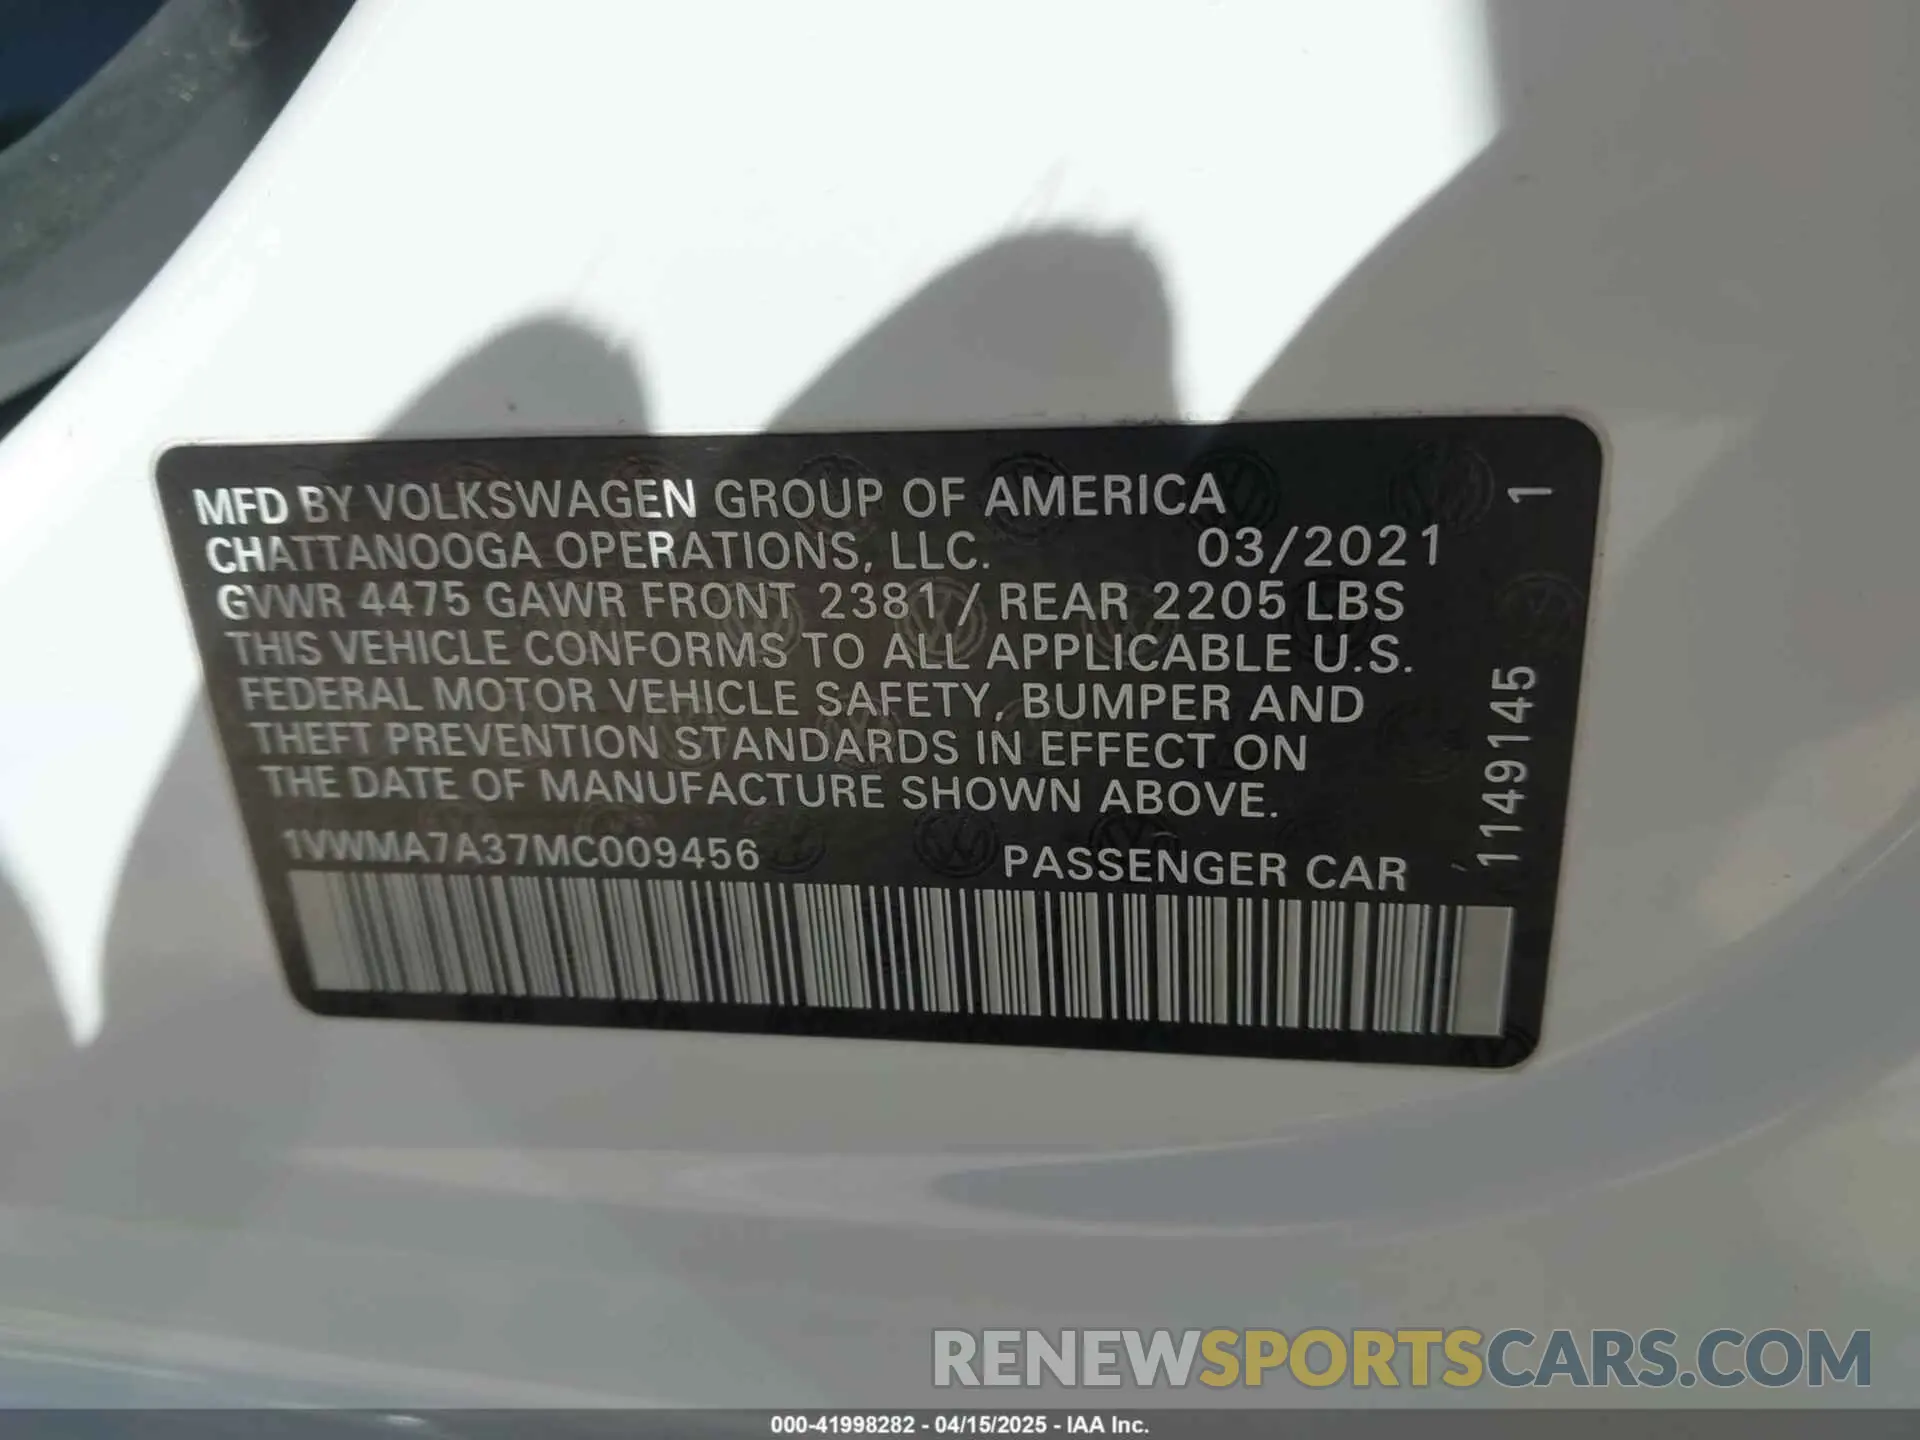 MFD BY VOLKSWAGEN GROUP OF AMERICA
CHATTANOOGA OPERATIONS, LLC. 03/2021
GVWR 4475 GAWR FRONT 2381 / REAR 2205 LBS
THIS VEHICLE CONFORMS TO ALL APPLICABLE U.S.
FEDERAL MOTOR VEHICLE SAFETY, BUMPER AND
THEFT PREVENTION STANDARDS IN EFFECT ON
THE DATE OF MANUFACTURE SHOWN ABOVE.
1VWMA7A37MC009456 PASSENGER CAR
1149145 1
RENEWSPORTSCARS.COM
000-41998282 - 04/15/2025 - IAA Inc.